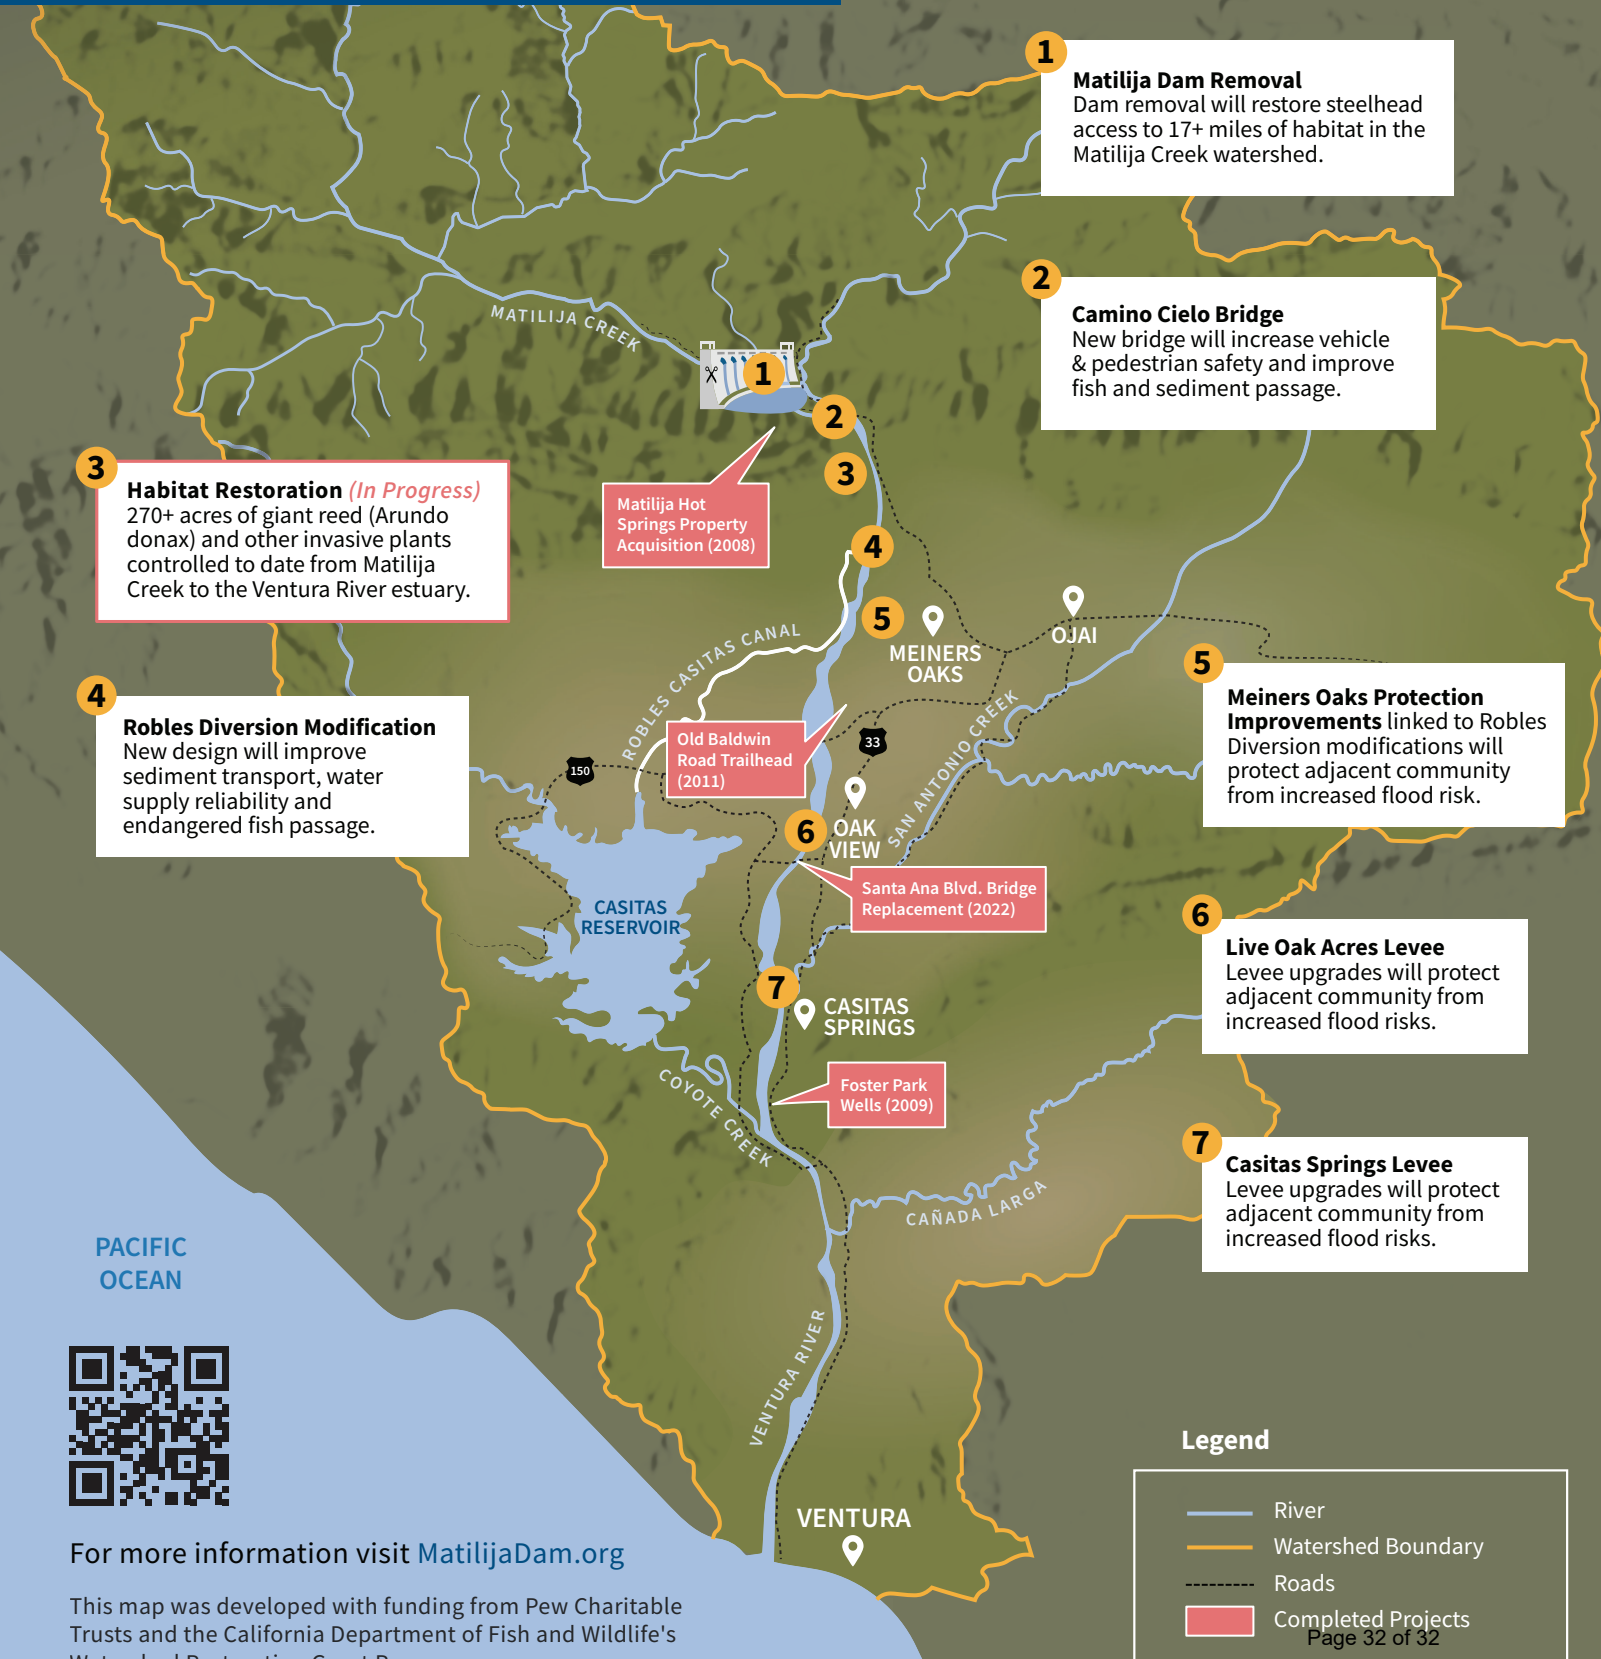 1
Matilija Dam Removal
Dam removal will restore steelhead
access to 17+ miles of habitat in the
Matilija Creek watershed.
2
Camino Cielo Bridge
New bridge will increase vehicle
& pedestrian safety and improve
fish and sediment passage.
MATILIJA CREEK
1
2
3
4
5
6
7
3
Habitat Restoration (In Progress)
270+ acres of giant reed (Arundo
donax) and other invasive plants
controlled to date from Matilija
Creek to the Ventura River estuary.
Matilija Hot
Springs Property
Acquisition (2008)
MEINERS
OAKS
OJAI
ROBLES CASITAS CANAL
4
Robles Diversion Modification
New design will improve
sediment transport, water
supply reliability and
endangered fish passage.
5
Meiners Oaks Protection
Improvements linked to Robles
Diversion modifications will
protect adjacent community
from increased flood risk.
Old Baldwin
Road Trailhead
(2011)
33
150
SAN ANTONIO CREEK
OAK
VIEW
Santa Ana Blvd. Bridge
Replacement (2022)
CASITAS
RESERVOIR
6
Live Oak Acres Levee
Levee upgrades will protect
adjacent community from
increased flood risks.
CASITAS
SPRINGS
COYOTE CREEK
Foster Park
Wells (2009)
7
Casitas Springs Levee
Levee upgrades will protect
adjacent community from
increased flood risks.
CAÑADA LARGA
PACIFIC
OCEAN
VENTURA RIVER
VENTURA
For more information visit MatilijaDam.org
This map was developed with funding from Pew Charitable
Trusts and the California Department of Fish and Wildlife's
Legend
River
Watershed Boundary
Roads
Completed Projects
Page 32 of 32